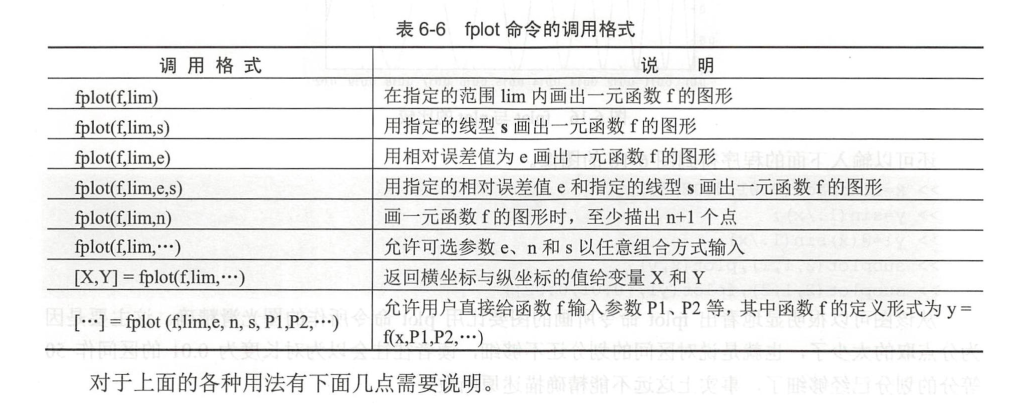 表 6-6 fplot 命令的调用格式
调 用 格 式 说 明
fplot(f,lim) 在指定的范围 lim 内画出一元函数 f 的图形
fplot(f,lim,s) 用指定的线型 s 画出一元函数 f 的图形
fplot(f,lim,e) 用相对误差值为 e 画出一元函数 f 的图形
fplot(f,lim,e,s) 用指定的相对误差值 e 和指定的线型 s 画出一元函数 f 的图形
fplot(f,lim,n) 画一元函数 f 的图形时，至少描出 n+1 个点
fplot(f,lim,…) 允许可选参数 e、n 和 s 以任意组合方式输入
[X,Y] = fplot(f,lim,…) 返回横坐标与纵坐标的值给变量 X 和 Y
[…] = fplot (f,lim,e, n, s, P1,P2,…) 允许用户直接给函数 f 输入参数 P1、P2 等，其中函数 f 的定义形式为 y =
f(x,P1,P2,…)
对于上面的各种用法有下面几点需要说明。